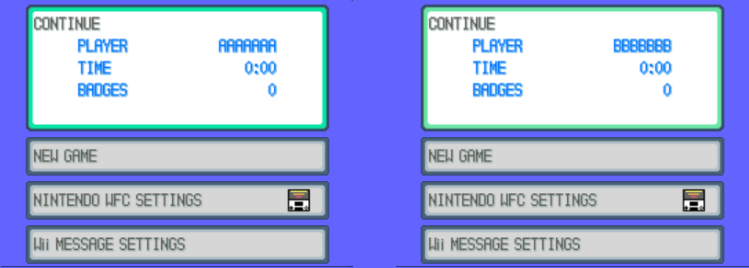 CONTINUE
PLAYER AAAAAAA
TIME 0:00
BADGES 0
NEW GAME
NINTENDO WFC SETTINGS
Wii MESSAGE SETTINGS
CONTINUE
PLAYER BBBBBBB
TIME 0:00
BADGES 0
NEW GAME
NINTENDO WFC SETTINGS
Wii MESSAGE SETTINGS